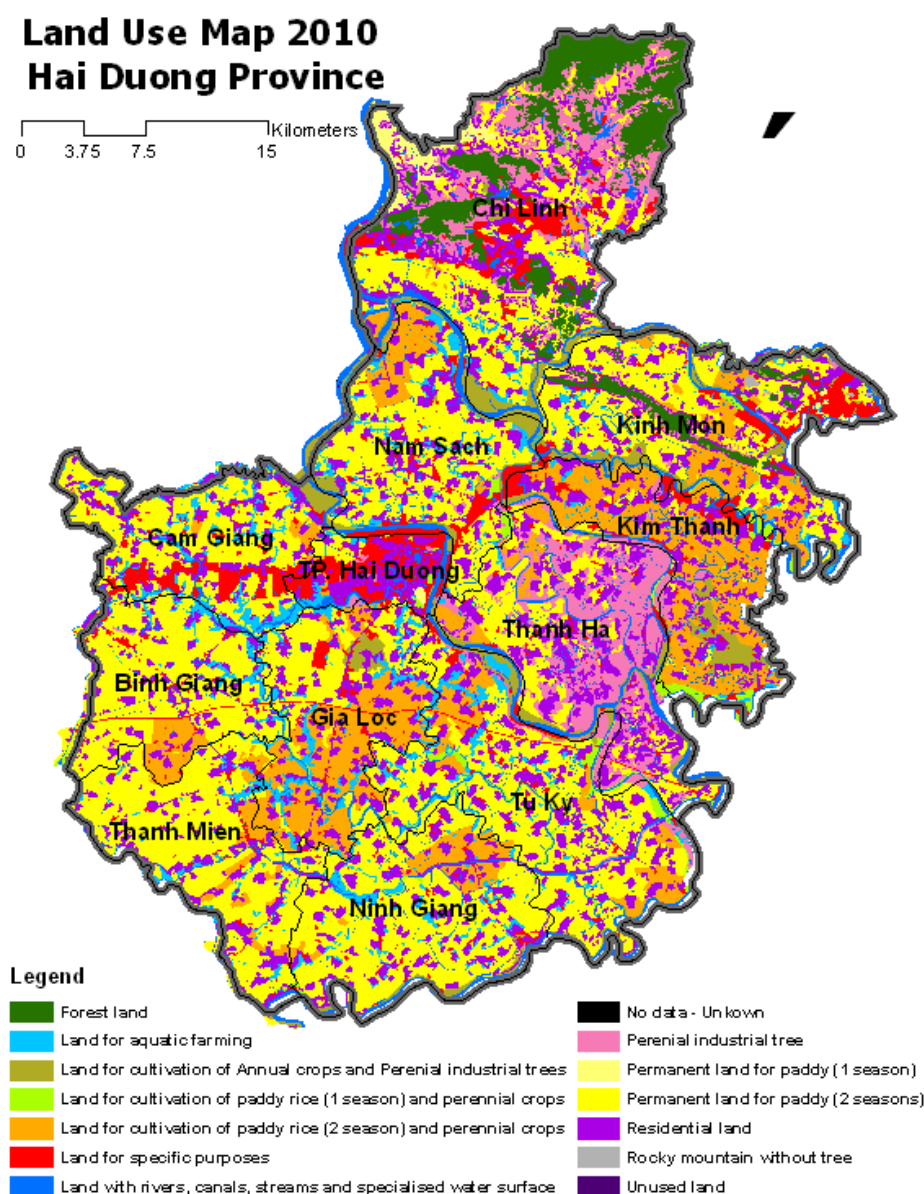 Land Use Map 2010
Hai Duong Province
Kilometers
0 3.75 7.5 15
Chi Linh
Kinh Mon
Nam Sach
Kim Thanh
Cam Giang
TP. Hai Duong
Thanh Ha
Binh Giang
Gia Loc
Tu Ky
Thanh Mien
Ninh Giang
Legend
Forest land
Land for aquatic farming
Land for cultivation of Annual crops and Perenial industrial trees
Land for cultivation of paddy rice (1 season) and perennial crops
Land for cultivation of paddy rice (2 season) and perennial crops
Land for specific purposes
Land with rivers, canals, streams and specialised water surface
No data - Unkown
Perenial industrial tree
Permanent land for paddy (1 season)
Permanent land for paddy (2 seasons)
Residential land
Rocky mountain without tree
Unused land